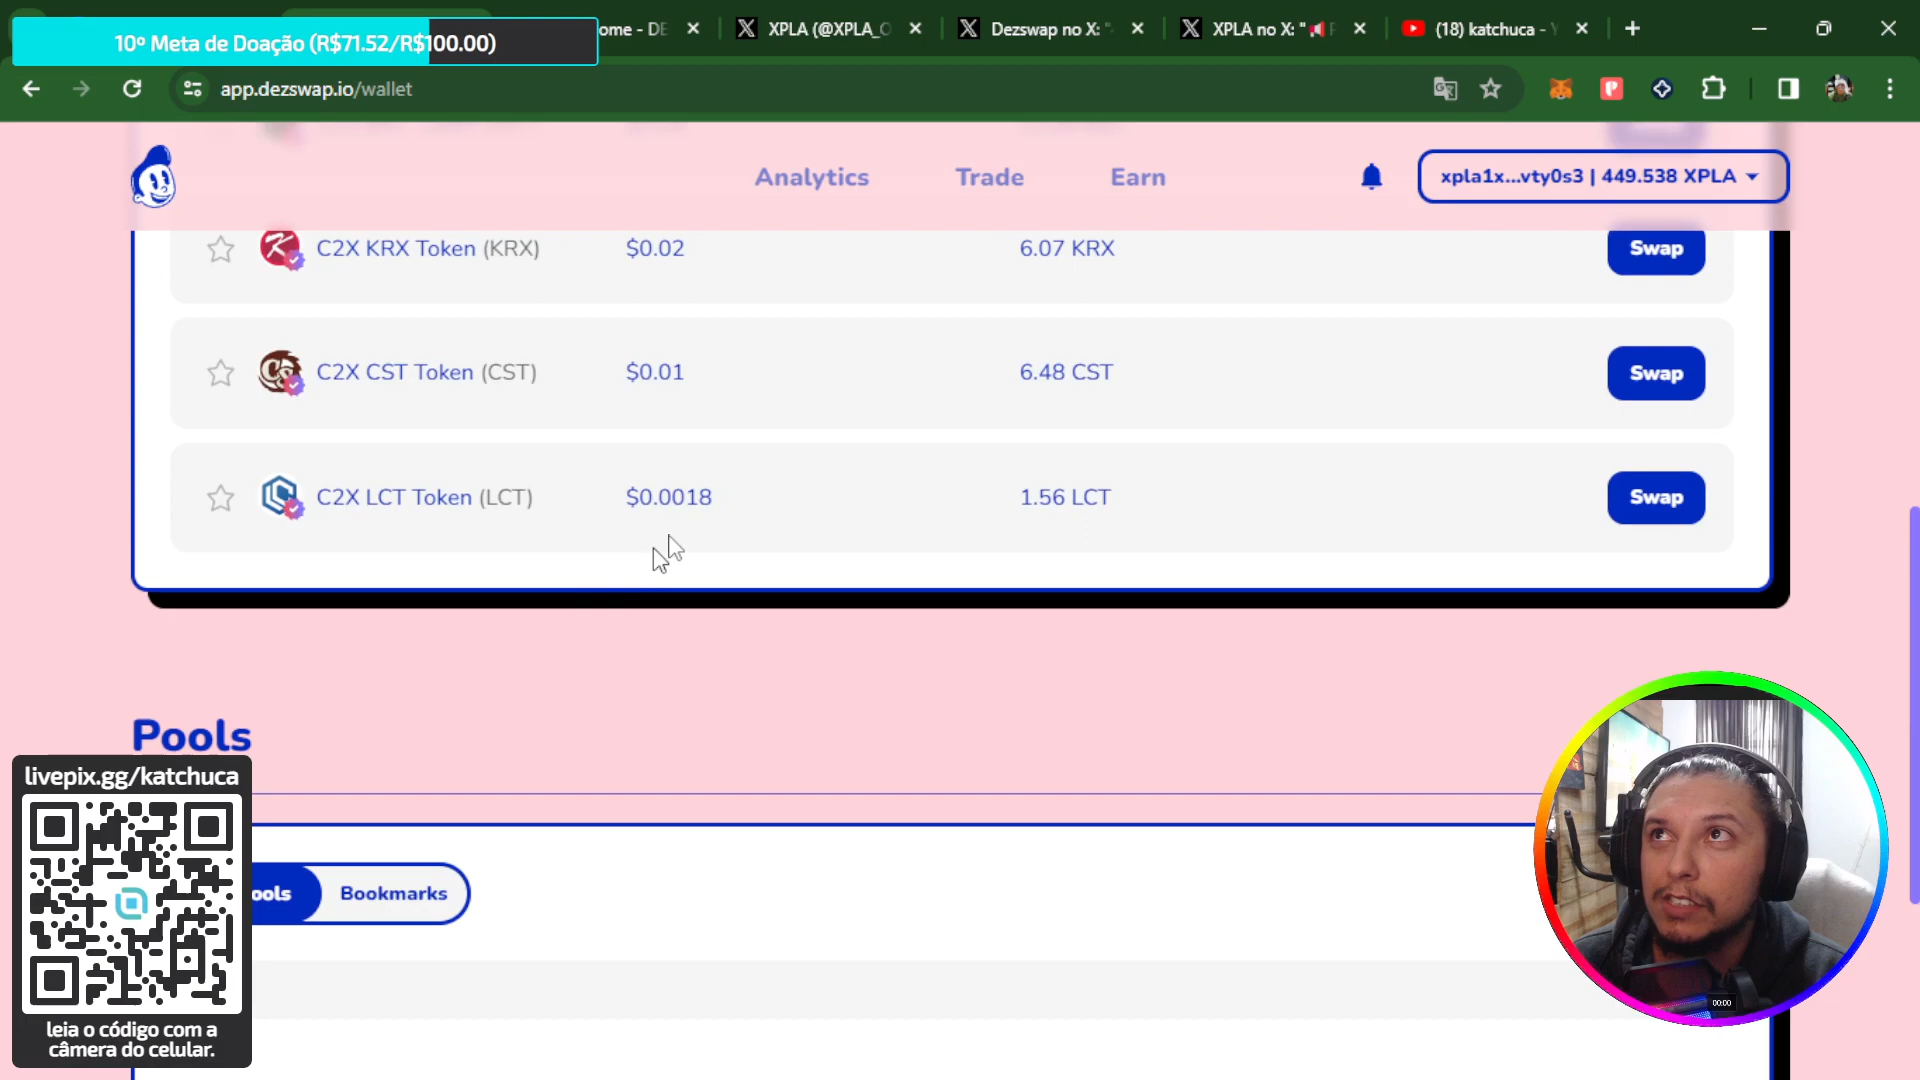 10º Meta de Doação (R$71.52/R$100.00)
ome - DE
XPLA (@XPLA_O
Dezswap no X: "
XPLA no X: "
(18) katchuca - Y
app.dezswap.io/wallet
Analytics
Trade
Earn
xpla1x...vty0s3 | 449.538 XPLA
C2X KRX Token (KRX)
$0.02
6.07 KRX
Swap
C2X CST Token (CST)
$0.01
6.48 CST
Swap
C2X LCT Token (LCT)
$0.0018
1.56 LCT
Swap
Pools
livepix.gg/katchuca
ools
Bookmarks
leia o código com a
câmera do celular.
00:00